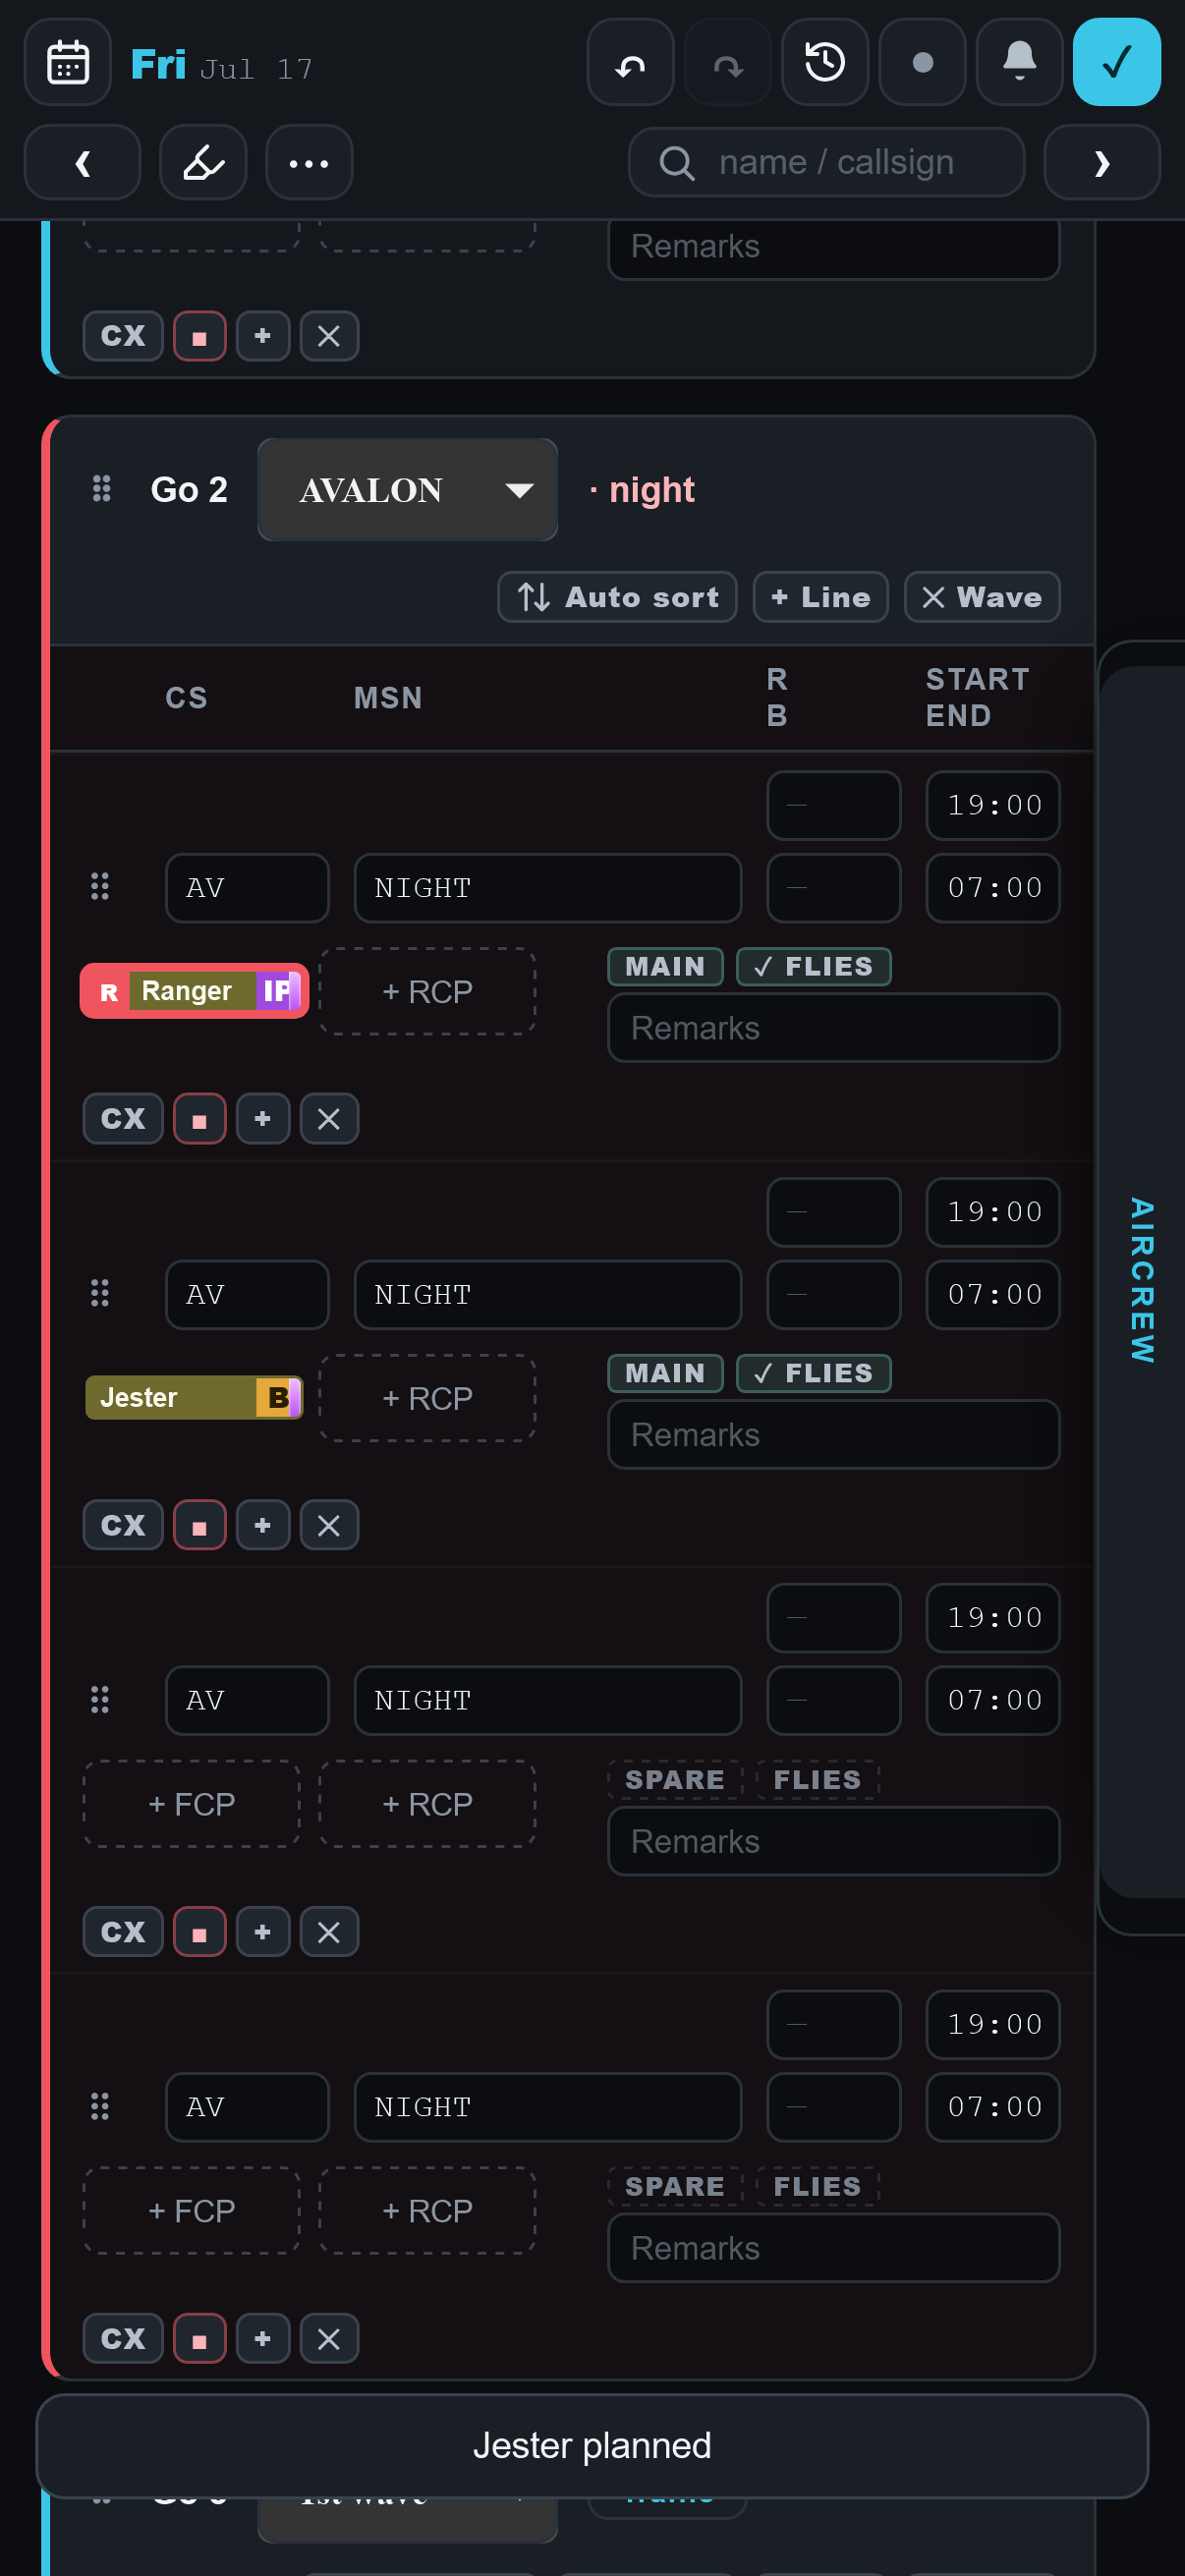 Fri Jul 17
name / callsign
Remarks
CX +
Go 2 AVALON · night
Auto sort + Line Wave
CS MSN R START
B END
— 19:00
AV NIGHT — 07:00
R Ranger IP + RCP MAIN ✓ FLIES
Remarks
CX +
— 19:00
AV NIGHT — 07:00
Jester B + RCP MAIN ✓ FLIES
Remarks
CX +
— 19:00
AV NIGHT — 07:00
+ FCP + RCP SPARE FLIES
Remarks
CX +
— 19:00
AV NIGHT — 07:00
+ FCP + RCP SPARE FLIES
Remarks
CX +
AIRCREW
Jester planned